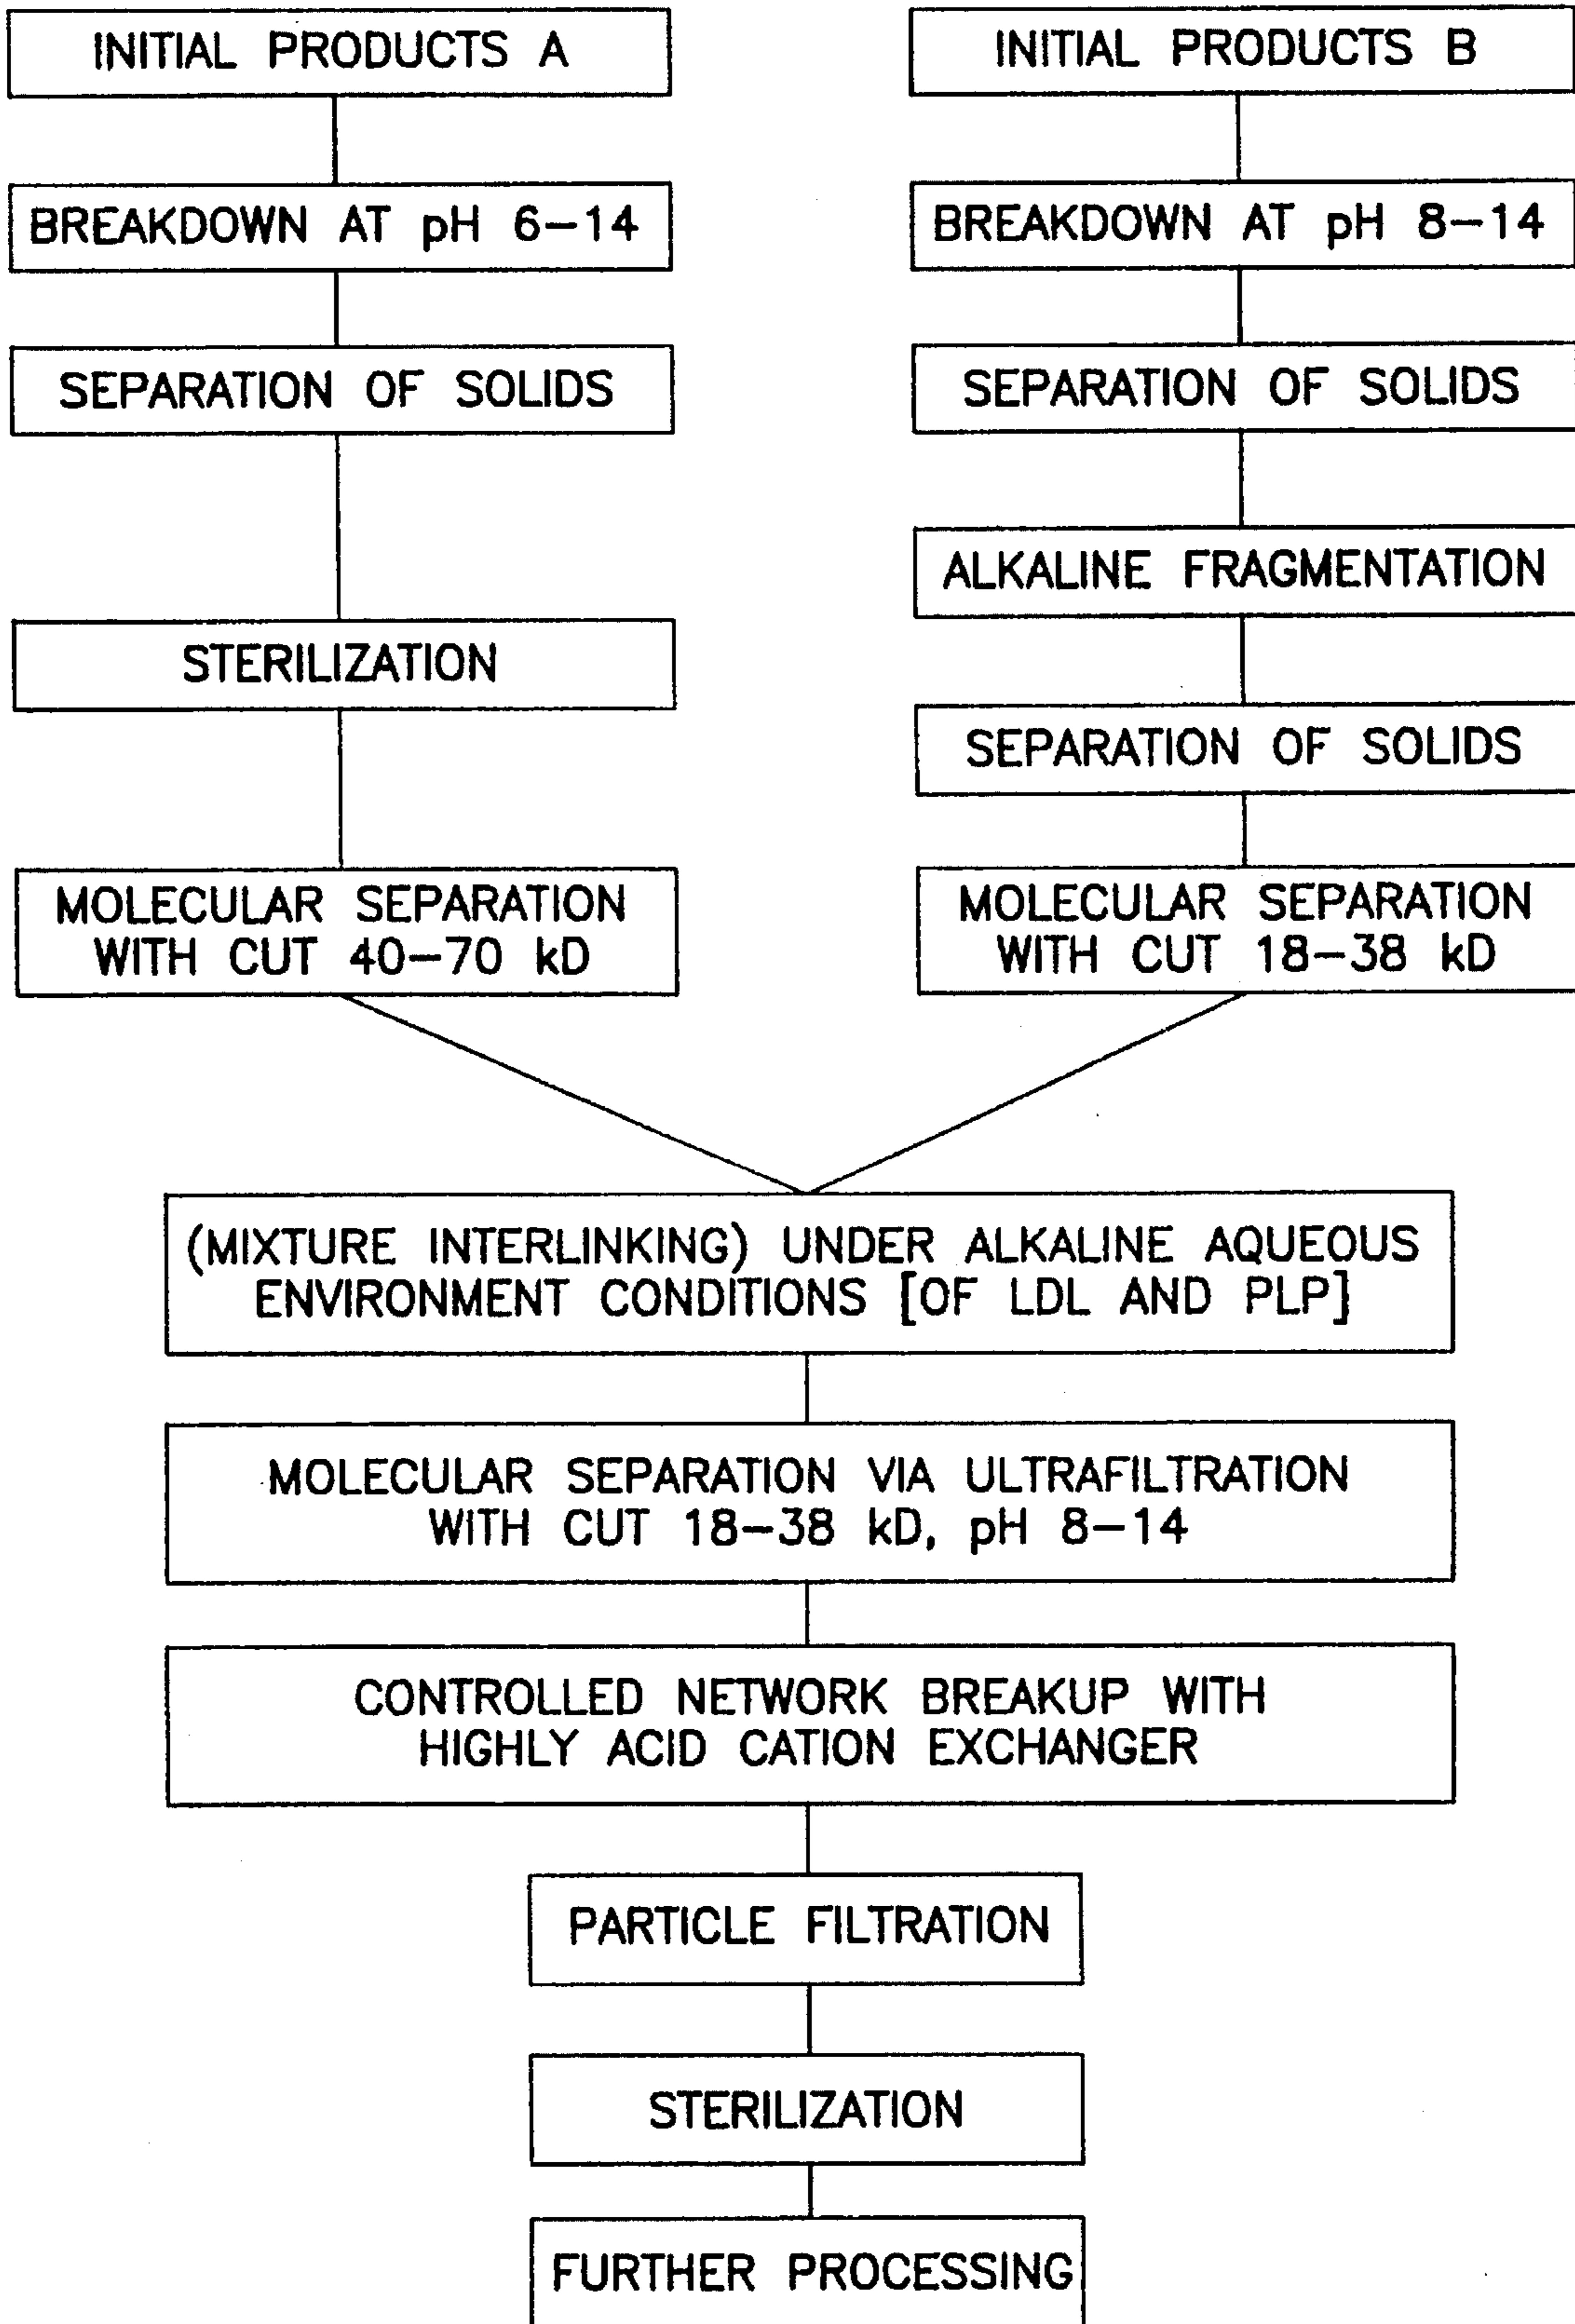 INITIAL PRODUCTS A
BREAKDOWN AT pH 6–14
SEPARATION OF SOLIDS
STERILIZATION
MOLECULAR SEPARATION
WITH CUT 40–70 kD
INITIAL PRODUCTS B
BREAKDOWN AT pH 8–14
SEPARATION OF SOLIDS
ALKALINE FRAGMENTATION
SEPARATION OF SOLIDS
MOLECULAR SEPARATION
WITH CUT 18–38 kD
(MIXTURE INTERLINKING) UNDER ALKALINE AQUEOUS
ENVIRONMENT CONDITIONS [OF LDL AND PLP]
MOLECULAR SEPARATION VIA ULTRAFILTRATION
WITH CUT 18–38 kD, pH 8–14
CONTROLLED NETWORK BREAKUP WITH
HIGHLY ACID CATION EXCHANGER
PARTICLE FILTRATION
STERILIZATION
FURTHER PROCESSING